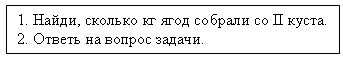 1. Найди, сколько кг ягод собрали со II куста.
2. Ответь на вопрос задачи.